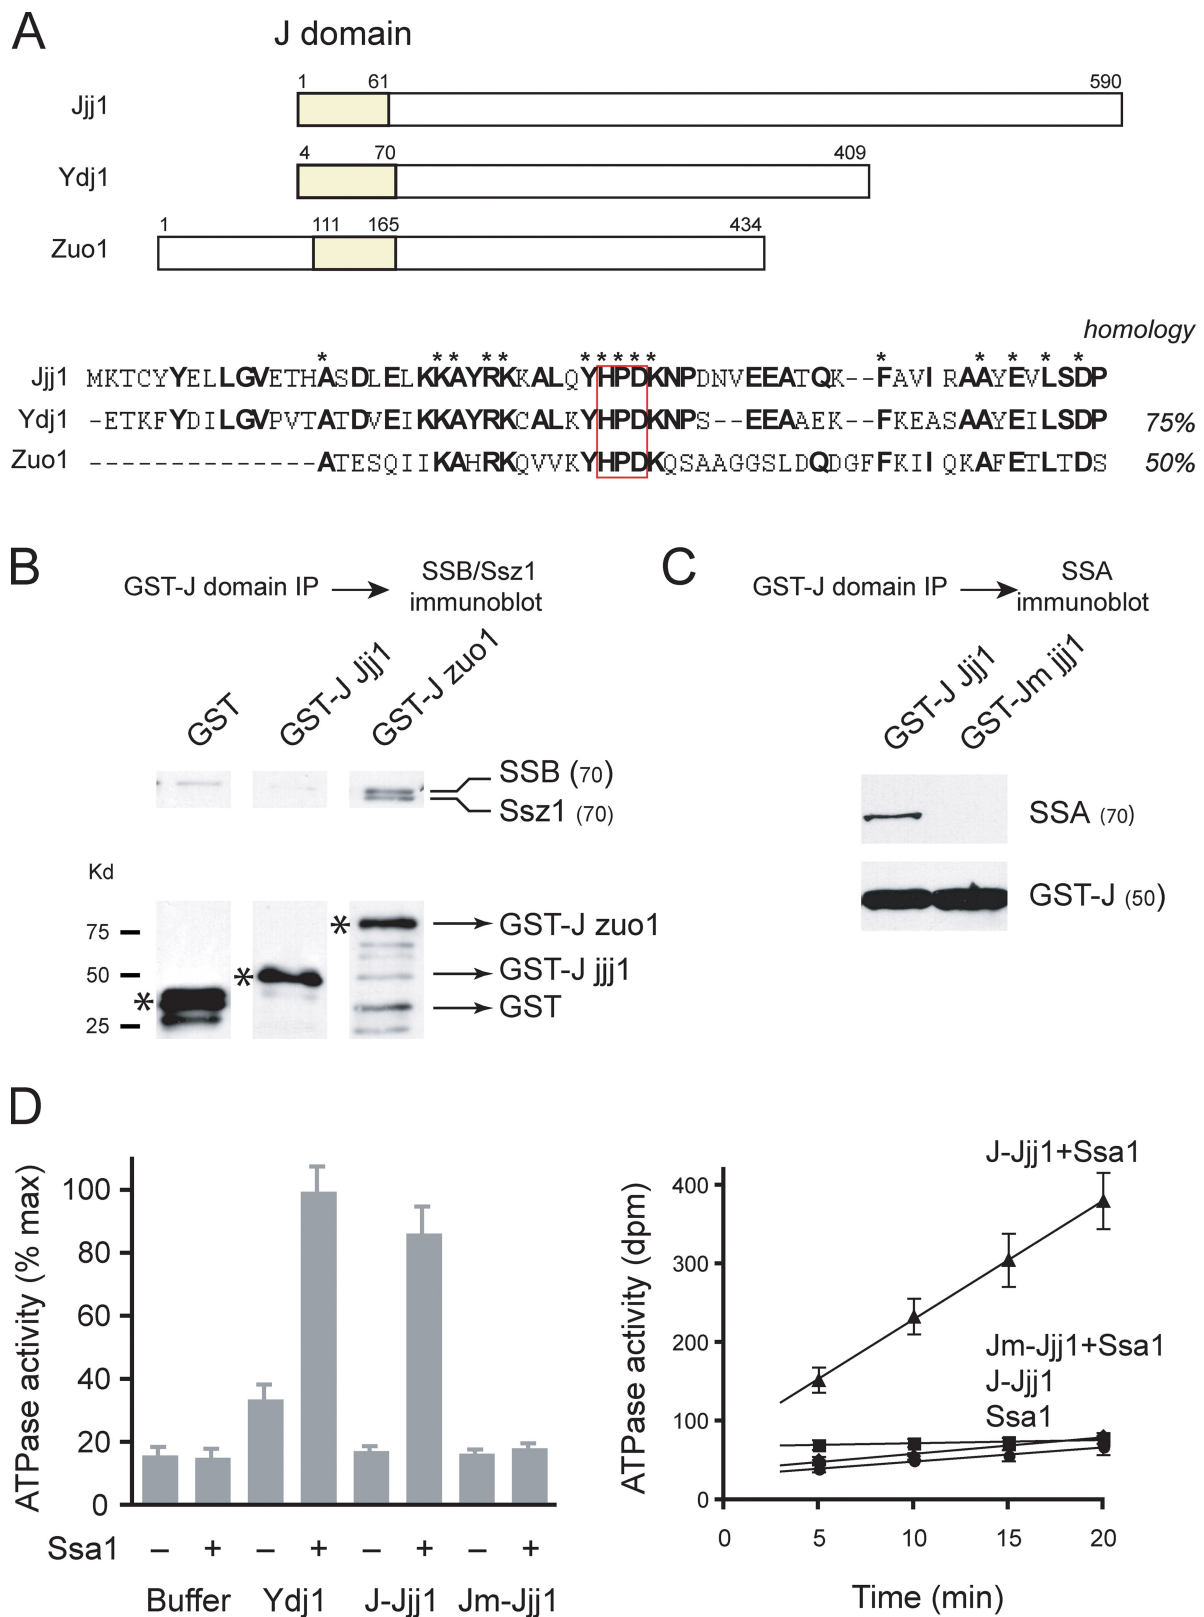 A
J domain
Jjj1
1 61 590
Ydj1
4 70 409
Zuo1
1 111 165 434
homology
* ** ** ***** * * * * *
Jjj1 MKTCYYELLGVETHASDLELKKAYRKKALQYHPDKNPDNVEEATQK--FAVI RAAYEVLSDP
Ydj1 -ETKFYDILGVPVTATDVEIKKAYRKCALKYHPDKNPS--EEAAEK--FKEASAAYEILSDP 75%
Zuo1 --------------ATESQIIKAHRKQVVKYHPDKQSAAGGSLDQDGFFKII QKAFETLTDS 50%
B
GST-J domain IP
SSB/Ssz1
immunoblot
GST
GST-J Jjj1
GST-J zuo1
SSB (70)
Ssz1 (70)
Kd
75
50
25
*
*
*
GST-J zuo1
GST-J jjj1
GST
C
GST-J domain IP
SSA
immunoblot
GST-J Jjj1
GST-Jm jjj1
SSA (70)
GST-J (50)
D
ATPase activity (% max)
100
80
60
40
20
0
Ssa1 – + – + – + – +
Buffer Ydj1 J-Jjj1 Jm-Jjj1
ATPase activity (dpm)
400
300
200
100
0
J-Jjj1+Ssa1
Jm-Jjj1+Ssa1
J-Jjj1
Ssa1
0 5 10 15 20
Time (min)